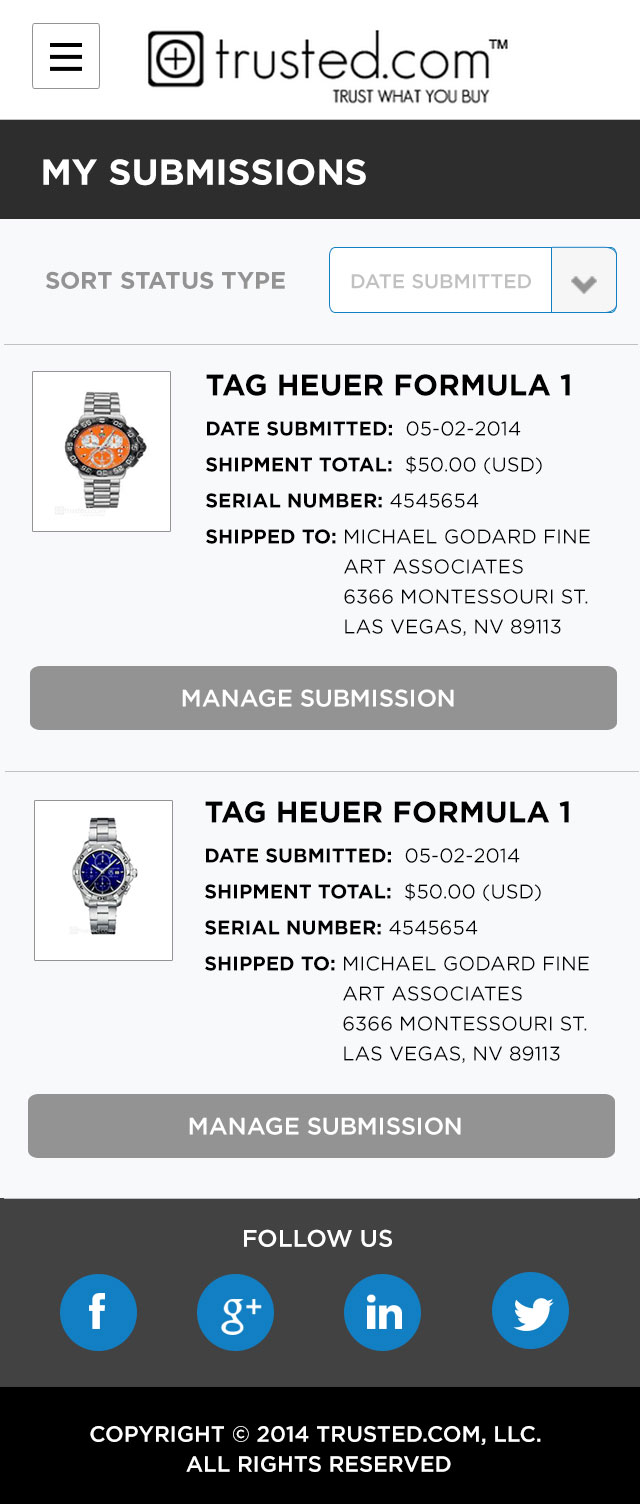 trusted.com™
TRUST WHAT YOU BUY
MY SUBMISSIONS
SORT STATUS TYPE
DATE SUBMITTED
TAG HEUER FORMULA 1
DATE SUBMITTED: 05-02-2014
SHIPMENT TOTAL: $50.00 (USD)
SERIAL NUMBER: 4545654
SHIPPED TO: MICHAEL GODARD FINE
ART ASSOCIATES
6366 MONTESSOURI ST.
LAS VEGAS, NV 89113
MANAGE SUBMISSION
TAG HEUER FORMULA 1
DATE SUBMITTED: 05-02-2014
SHIPMENT TOTAL: $50.00 (USD)
SERIAL NUMBER: 4545654
SHIPPED TO: MICHAEL GODARD FINE
ART ASSOCIATES
6366 MONTESSOURI ST.
LAS VEGAS, NV 89113
MANAGE SUBMISSION
FOLLOW US
f
g+
in
COPYRIGHT © 2014 TRUSTED.COM, LLC.
ALL RIGHTS RESERVED